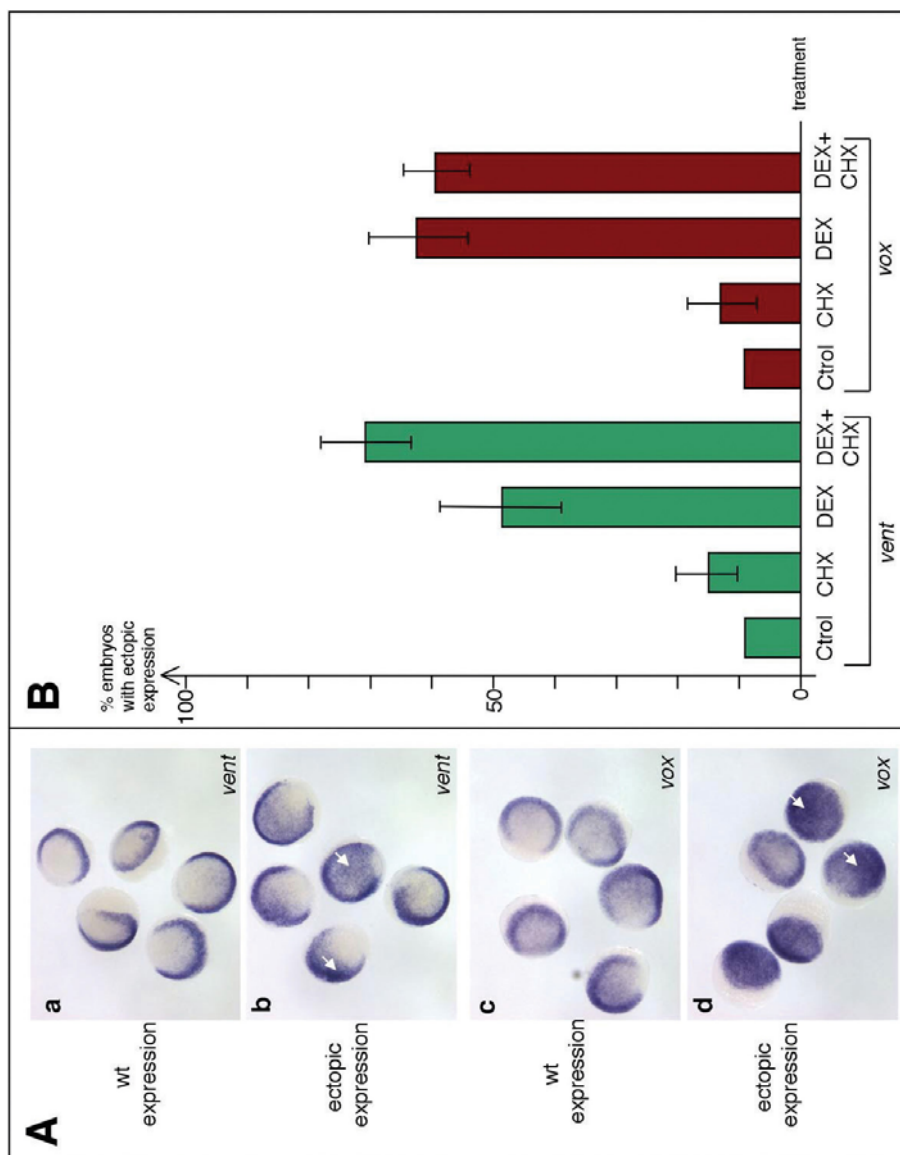 A
a
vent
wt
expression
b
vent
ectopic
expression
c
vox
wt
expression
d
vox
ectopic
expression
B
% embryos
with ectopic
expression
100
50
0
Ctrol CHX DEX DEX+
CHX
vent
Ctrol CHX DEX DEX+
CHX
vox
treatment